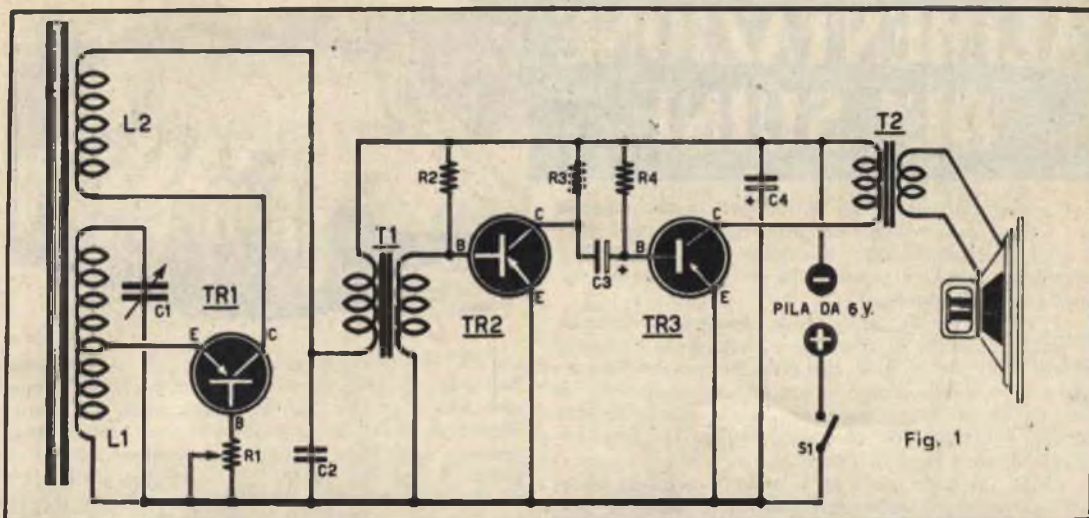 L2
T2
R2
R3
R4
C4
T1
B
C
C
B
C3
E
E
C1
TR1
TR2
TR3
PILA DA 6 v.
E
C
B
L1
R1
C2
S1
Fig. 1